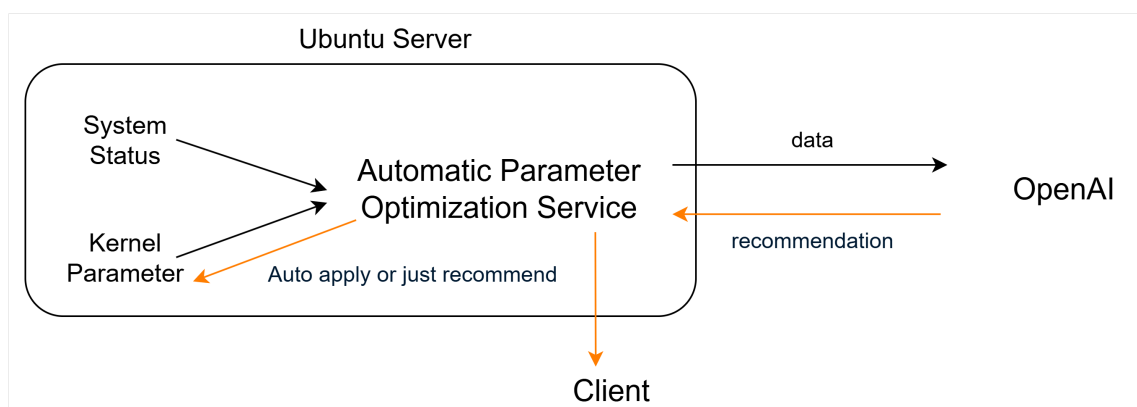 Ubuntu Server
System
Status
Automatic Parameter
Optimization Service
data
OpenAI
recommendation
Kernel
Parameter
Auto apply or just recommend
Client